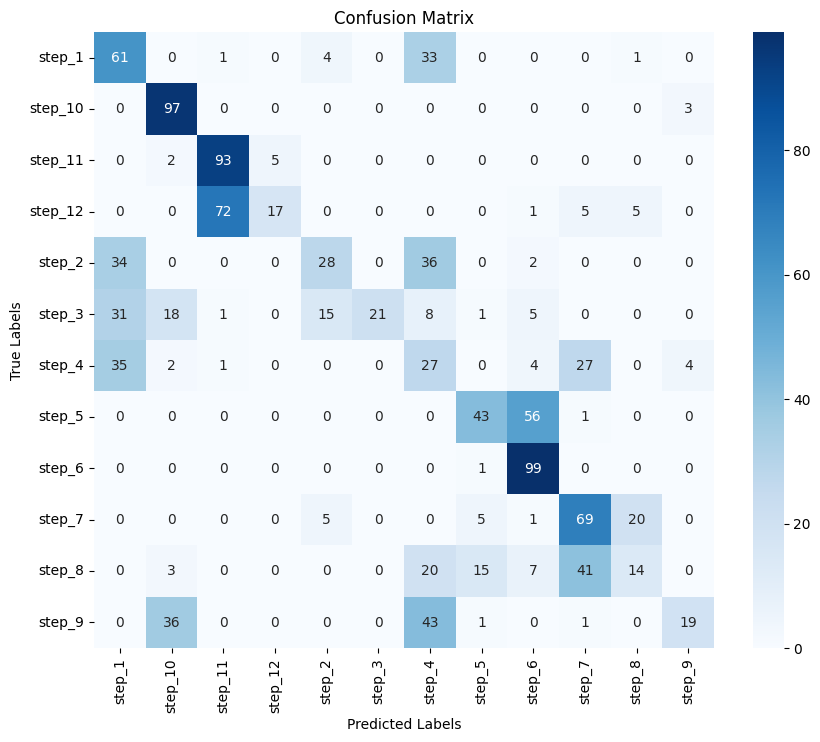 Confusion Matrix
True Labels
step_1 61 0 1 0 4 0 33 0 0 0 1 0
step_10 0 97 0 0 0 0 0 0 0 0 0 3
step_11 0 2 93 5 0 0 0 0 0 0 0 0
step_12 0 0 72 17 0 0 0 0 1 5 5 0
step_2 34 0 0 0 28 0 36 0 2 0 0 0
step_3 31 18 1 0 15 21 8 1 5 0 0 0
step_4 35 2 1 0 0 0 27 0 4 27 0 4
step_5 0 0 0 0 0 0 0 43 56 1 0 0
step_6 0 0 0 0 0 0 0 1 99 0 0 0
step_7 0 0 0 0 5 0 0 5 1 69 20 0
step_8 0 3 0 0 0 0 20 15 7 41 14 0
step_9 0 36 0 0 0 0 43 1 0 1 0 19
step_1 step_10 step_11 step_12 step_2 step_3 step_4 step_5 step_6 step_7 step_8 step_9
Predicted Labels
80
60
40
20
0